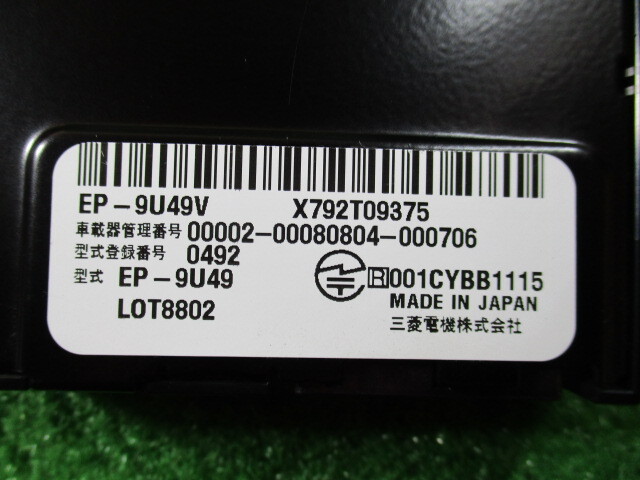 EP-9U49V X792T09375
車載器管理番号 00002-00080804-000706
型式登録番号 0492
型式 EP-9U49
R 001CYBB1115
LOT8802
MADE IN JAPAN
三菱電機株式会社